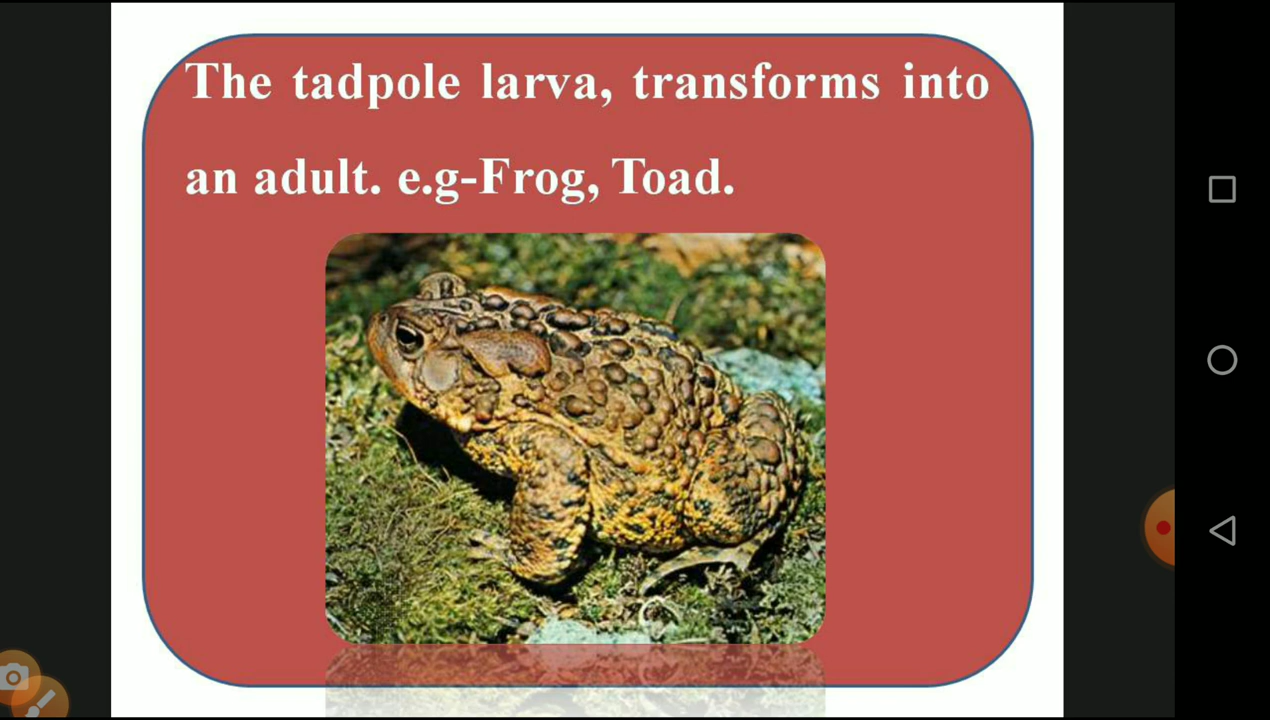 The tadpole larva, transforms into
an adult. e.g-Frog, Toad.